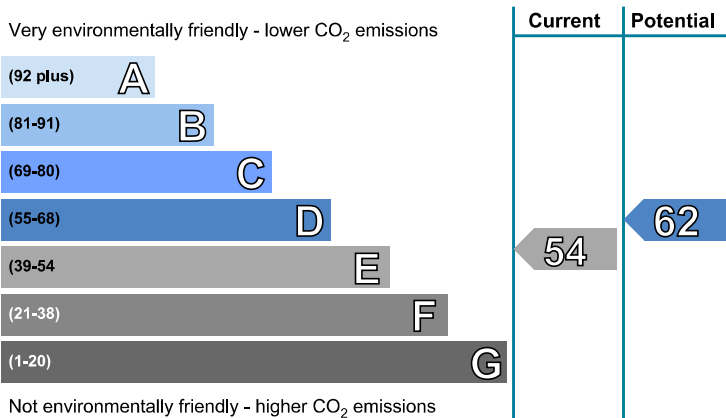 Current Potential
Very environmentally friendly - lower CO₂ emissions
(92 plus) A
(81-91) B
(69-80) C
(55-68) D
62
(39-54 E
54
(21-38) F
(1-20) G
Not environmentally friendly - higher CO₂ emissions